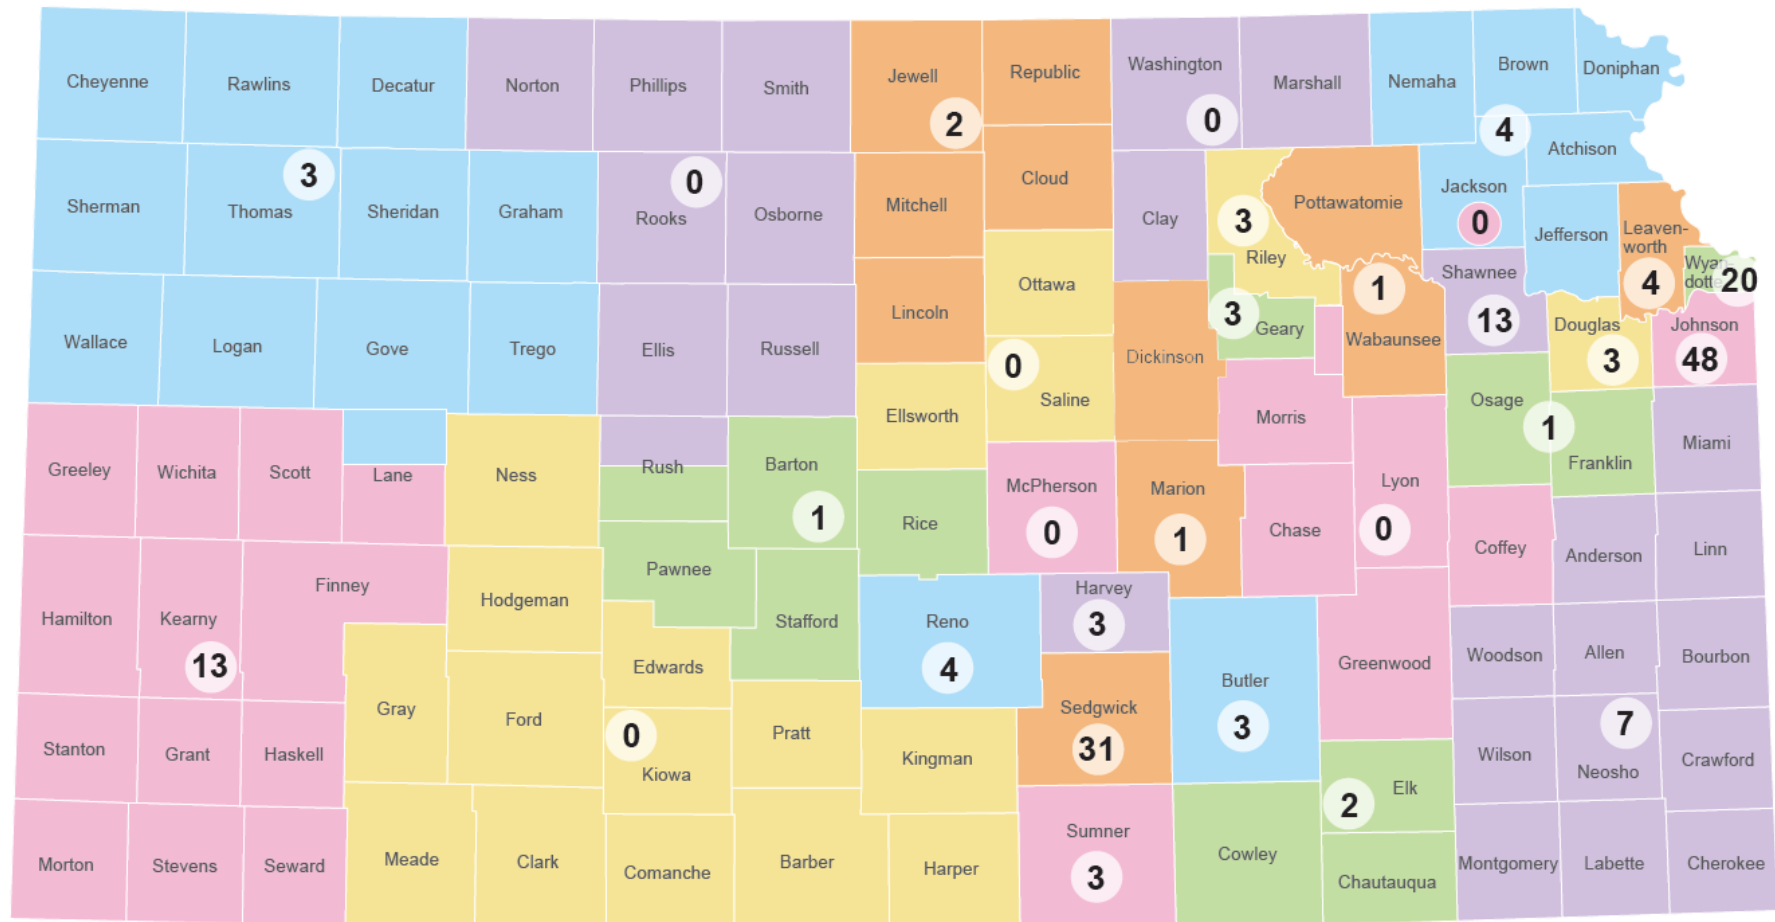 Cheyenne
Rawlins
Decatur
Norton
Phillips
Smith
Jewell
2
Republic
Washington
0
Marshall
Nemaha
Brown
Doniphan
4
Sherman
Thomas
3
Sheridan
Graham
Rooks
0
Osborne
Mitchell
Cloud
Clay
3
Riley
Pottawatomie
Jackson
0
Atchison
Jefferson
Leaven-
worth
4
Wyan-
dotte
20
Wallace
Logan
Gove
Trego
Ellis
Russell
Lincoln
Ottawa
0
Saline
Dickinson
3
Geary
1
Wabaunsee
Shawnee
13
Douglas
3
Johnson
48
Greeley
Wichita
Scott
Lane
Ness
Rush
Barton
1
Ellsworth
Rice
McPherson
0
Marion
1
Morris
Chase
Lyon
0
Osage
1
Franklin
Miami
Coffey
Anderson
Linn
Hamilton
Kearny
13
Finney
Hodgeman
Pawnee
Stafford
Edwards
Reno
4
Harvey
3
Sedgwick
31
Butler
3
Greenwood
Woodson
Allen
Bourbon
Stanton
Grant
Haskell
Gray
Ford
0
Kiowa
Pratt
Kingman
Elk
2
Wilson
7
Neosho
Crawford
Morton
Stevens
Seward
Meade
Clark
Comanche
Barber
Harper
Sumner
3
Cowley
Chautauqua
Montgomery
Labette
Cherokee